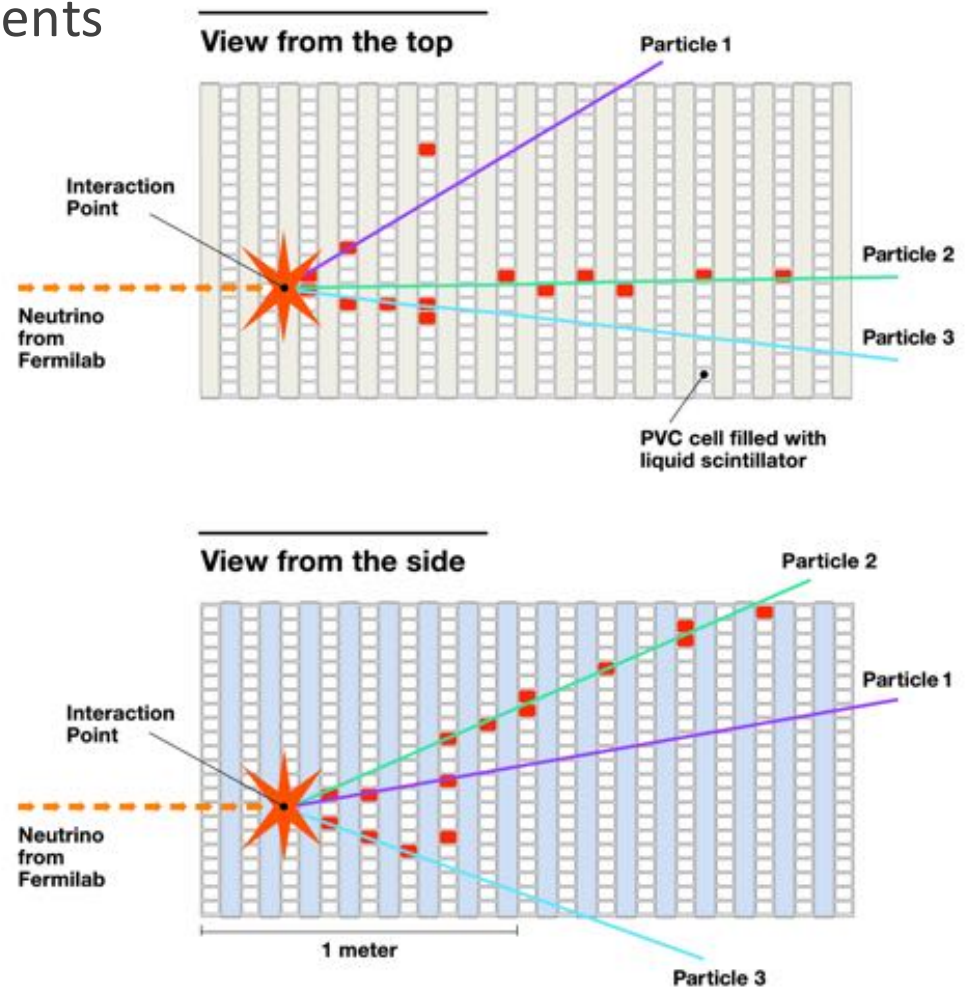 ents
View from the top
Particle 1
Interaction
Point
Particle 2
Neutrino
from
Fermilab
Particle 3
PVC cell filled with
liquid scintillator
View from the side
Particle 2
Particle 1
Interaction
Point
Neutrino
from
Fermilab
1 meter
Particle 3